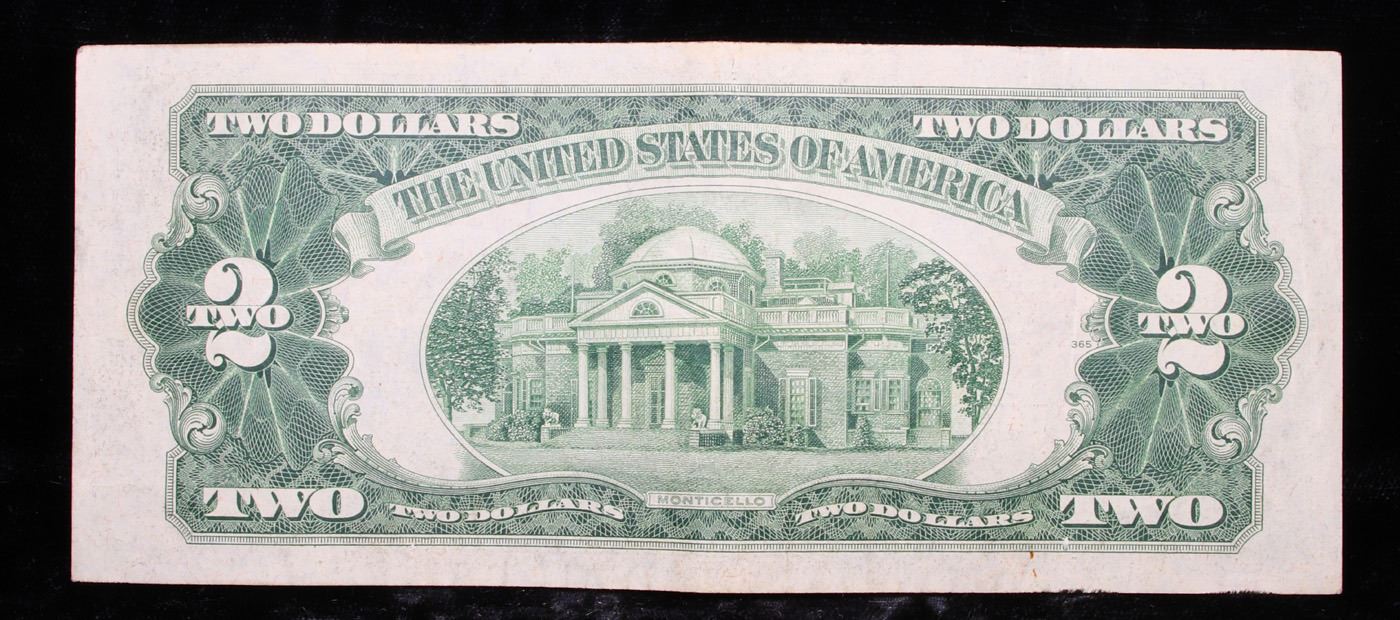 TWO DOLLARS
TWO DOLLARS
THE UNITED STATES OF AMERICA
2
TWO
2
TWO
365
TWO
TWO DOLLARS
MONTICELLO
TWO DOLLARS
TWO